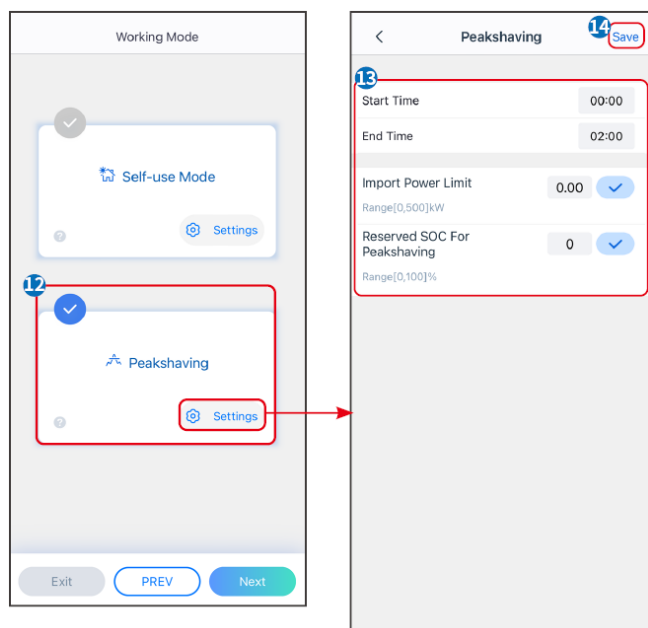 Working Mode
Self-use Mode
?
Settings
12
Peakshaving
?
Settings
Exit
PREV
Next
<
Peakshaving
14
Save
13
Start Time
00:00
End Time
02:00
Import Power Limit
0.00
Range[0,500]kW
Reserved SOC For
Peakshaving
0
Range[0,100]%